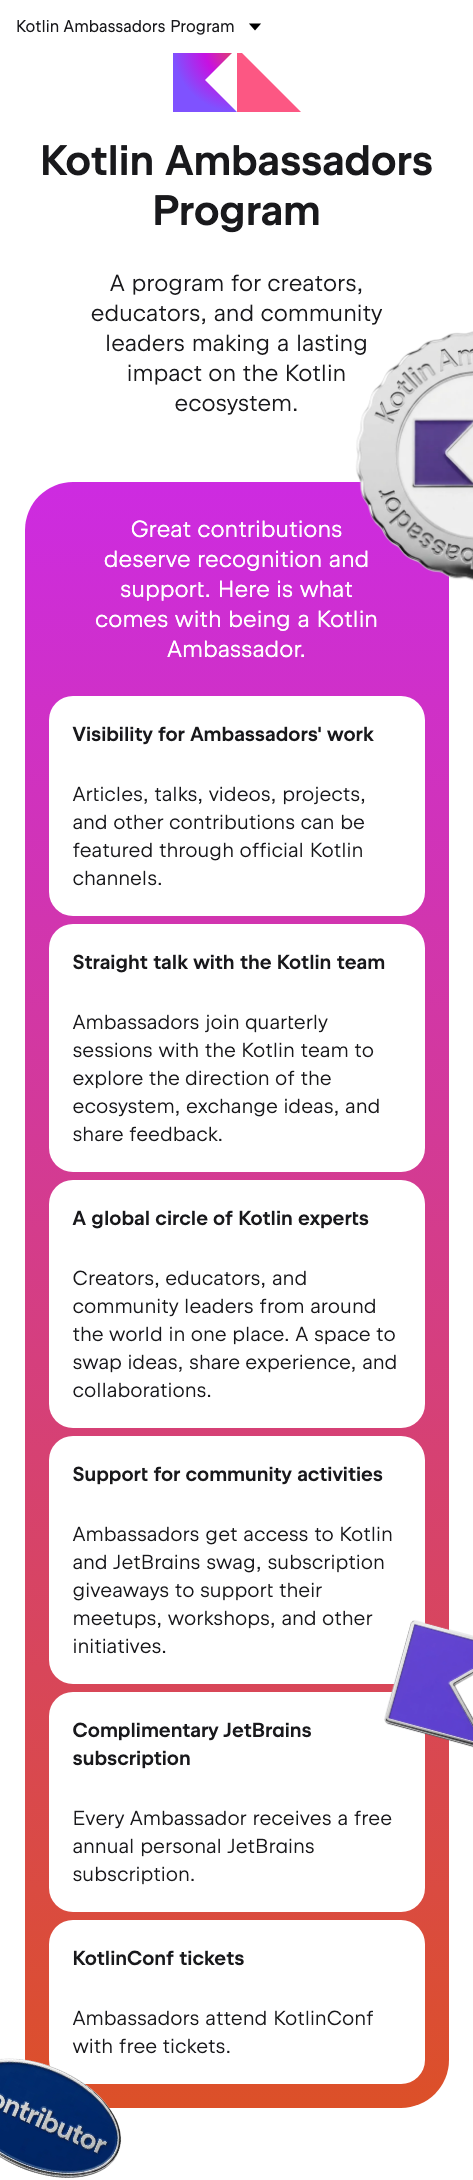 Kotlin Ambassadors Program
Kotlin Ambassadors
Program
A program for creators,
educators, and community
leaders making a lasting
impact on the Kotlin
ecosystem.
Kotlin Am
bassador
Great contributions
deserve recognition and
support. Here is what
comes with being a Kotlin
Ambassador.
Visibility for Ambassadors' work
Articles, talks, videos, projects,
and other contributions can be
featured through official Kotlin
channels.
Straight talk with the Kotlin team
Ambassadors join quarterly
sessions with the Kotlin team to
explore the direction of the
ecosystem, exchange ideas, and
share feedback.
A global circle of Kotlin experts
Creators, educators, and
community leaders from around
the world in one place. A space to
swap ideas, share experience, and
collaborations.
Support for community activities
Ambassadors get access to Kotlin
and JetBrains swag, subscription
giveaways to support their
meetups, workshops, and other
initiatives.
Complimentary JetBrains
subscription
Every Ambassador receives a free
annual personal JetBrains
subscription.
KotlinConf tickets
Ambassadors attend KotlinConf
with free tickets.
ontributor